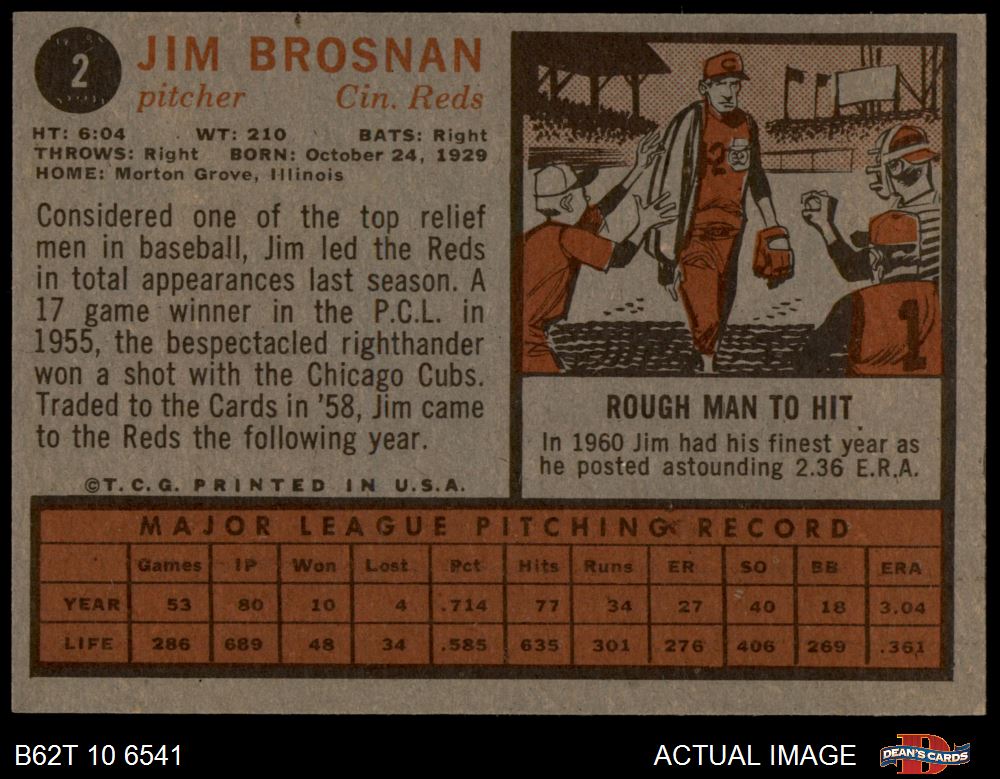 2
JIM BROSNAN
pitcher Cin. Reds
HT: 6:04 WT: 210 BATS: Right
THROWS: Right BORN: October 24, 1929
HOME: Morton Grove, Illinois
Considered one of the top relief
men in baseball, Jim led the Reds
in total appearances last season. A
17 game winner in the P.C.L. in
1955, the bespectacled righthander
won a shot with the Chicago Cubs.
Traded to the Cards in '58, Jim came
to the Reds the following year.
©T.C.G. PRINTED IN U.S.A.
C
2
1
ROUGH MAN TO HIT
In 1960 Jim had his finest year as
he posted astounding 2.36 E.R.A.
MAJOR LEAGUE PITCHING RECORD
Games IP Won Lost Pct Hits Runs ER SO BB ERA
YEAR 53 80 10 4 .714 77 34 27 40 18 3.04
LIFE 286 689 48 34 .585 635 301 276 406 269 .361
B62T 10 6541 ACTUAL IMAGE DEAN'S CARDS